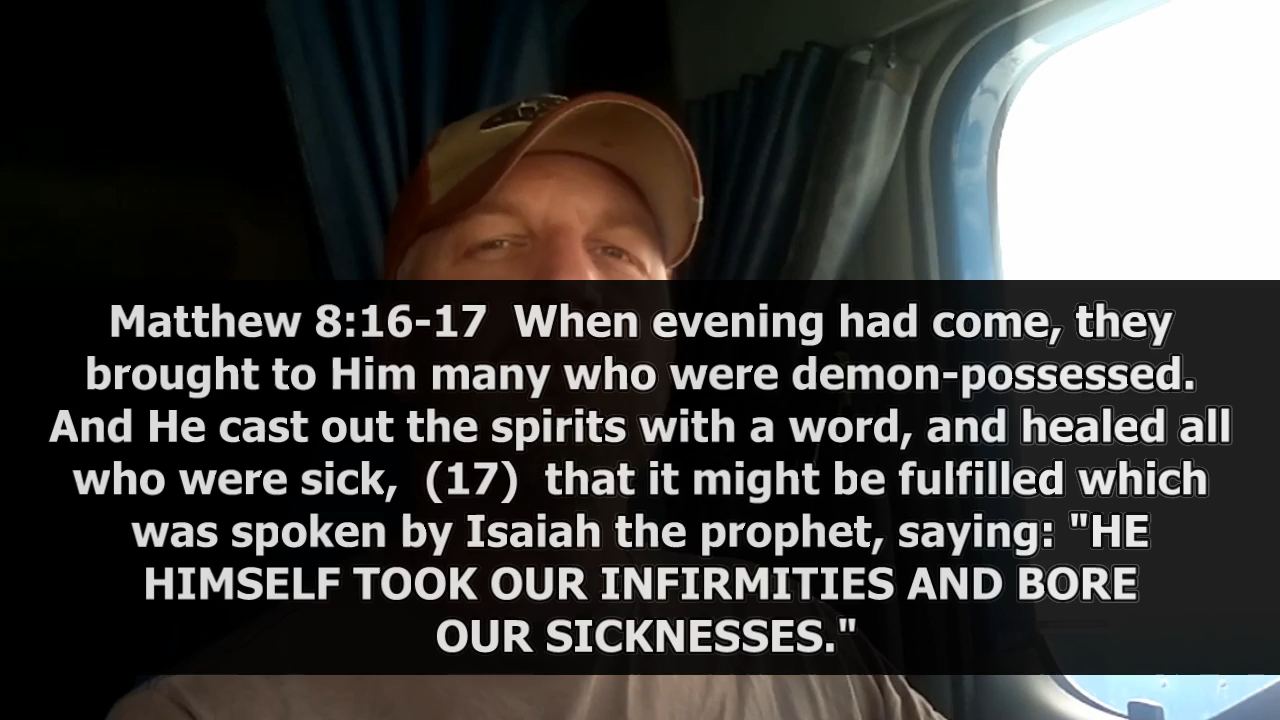 Matthew 8:16-17  When evening had come, they
brought to Him many who were demon-possessed.
And He cast out the spirits with a word, and healed all
who were sick,  (17)  that it might be fulfilled which
was spoken by Isaiah the prophet, saying: "HE
HIMSELF TOOK OUR INFIRMITIES AND BORE
OUR SICKNESSES."